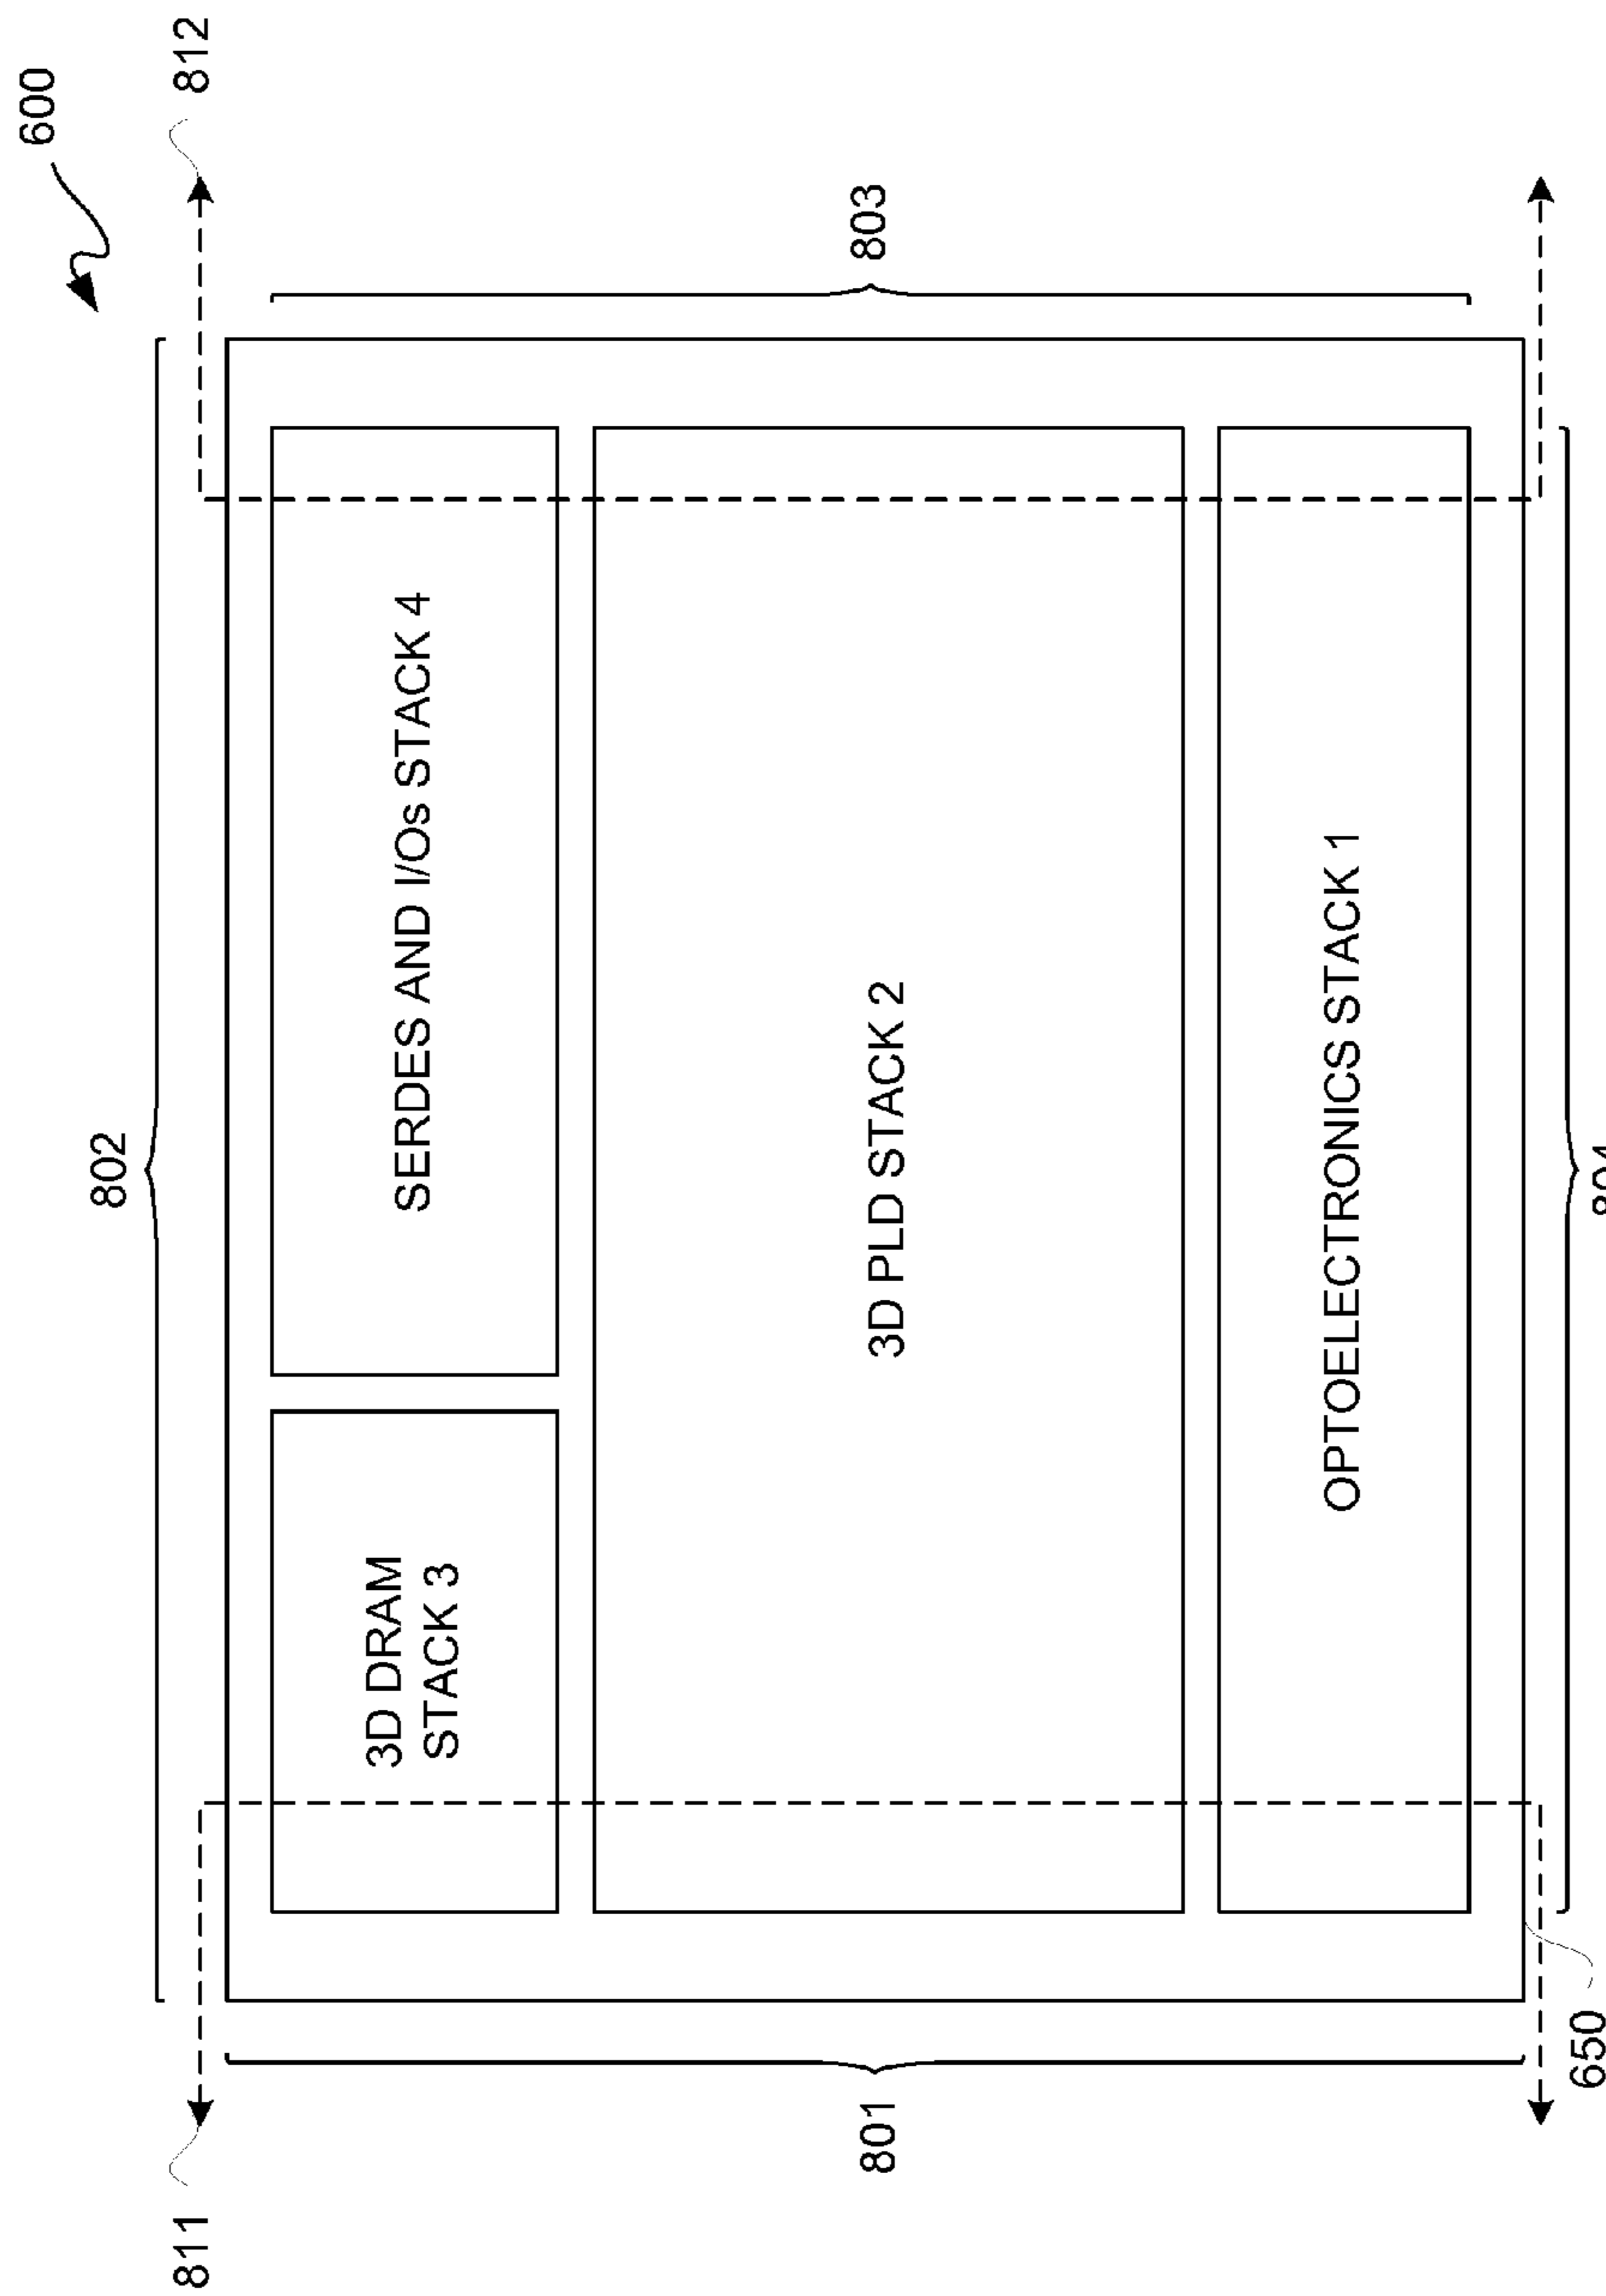 600
802
811
812
3D DRAM
STACK 3
SERDES AND I/Os STACK 4
801
3D PLD STACK 2
803
OPTOELECTRONICS STACK 1
650
804